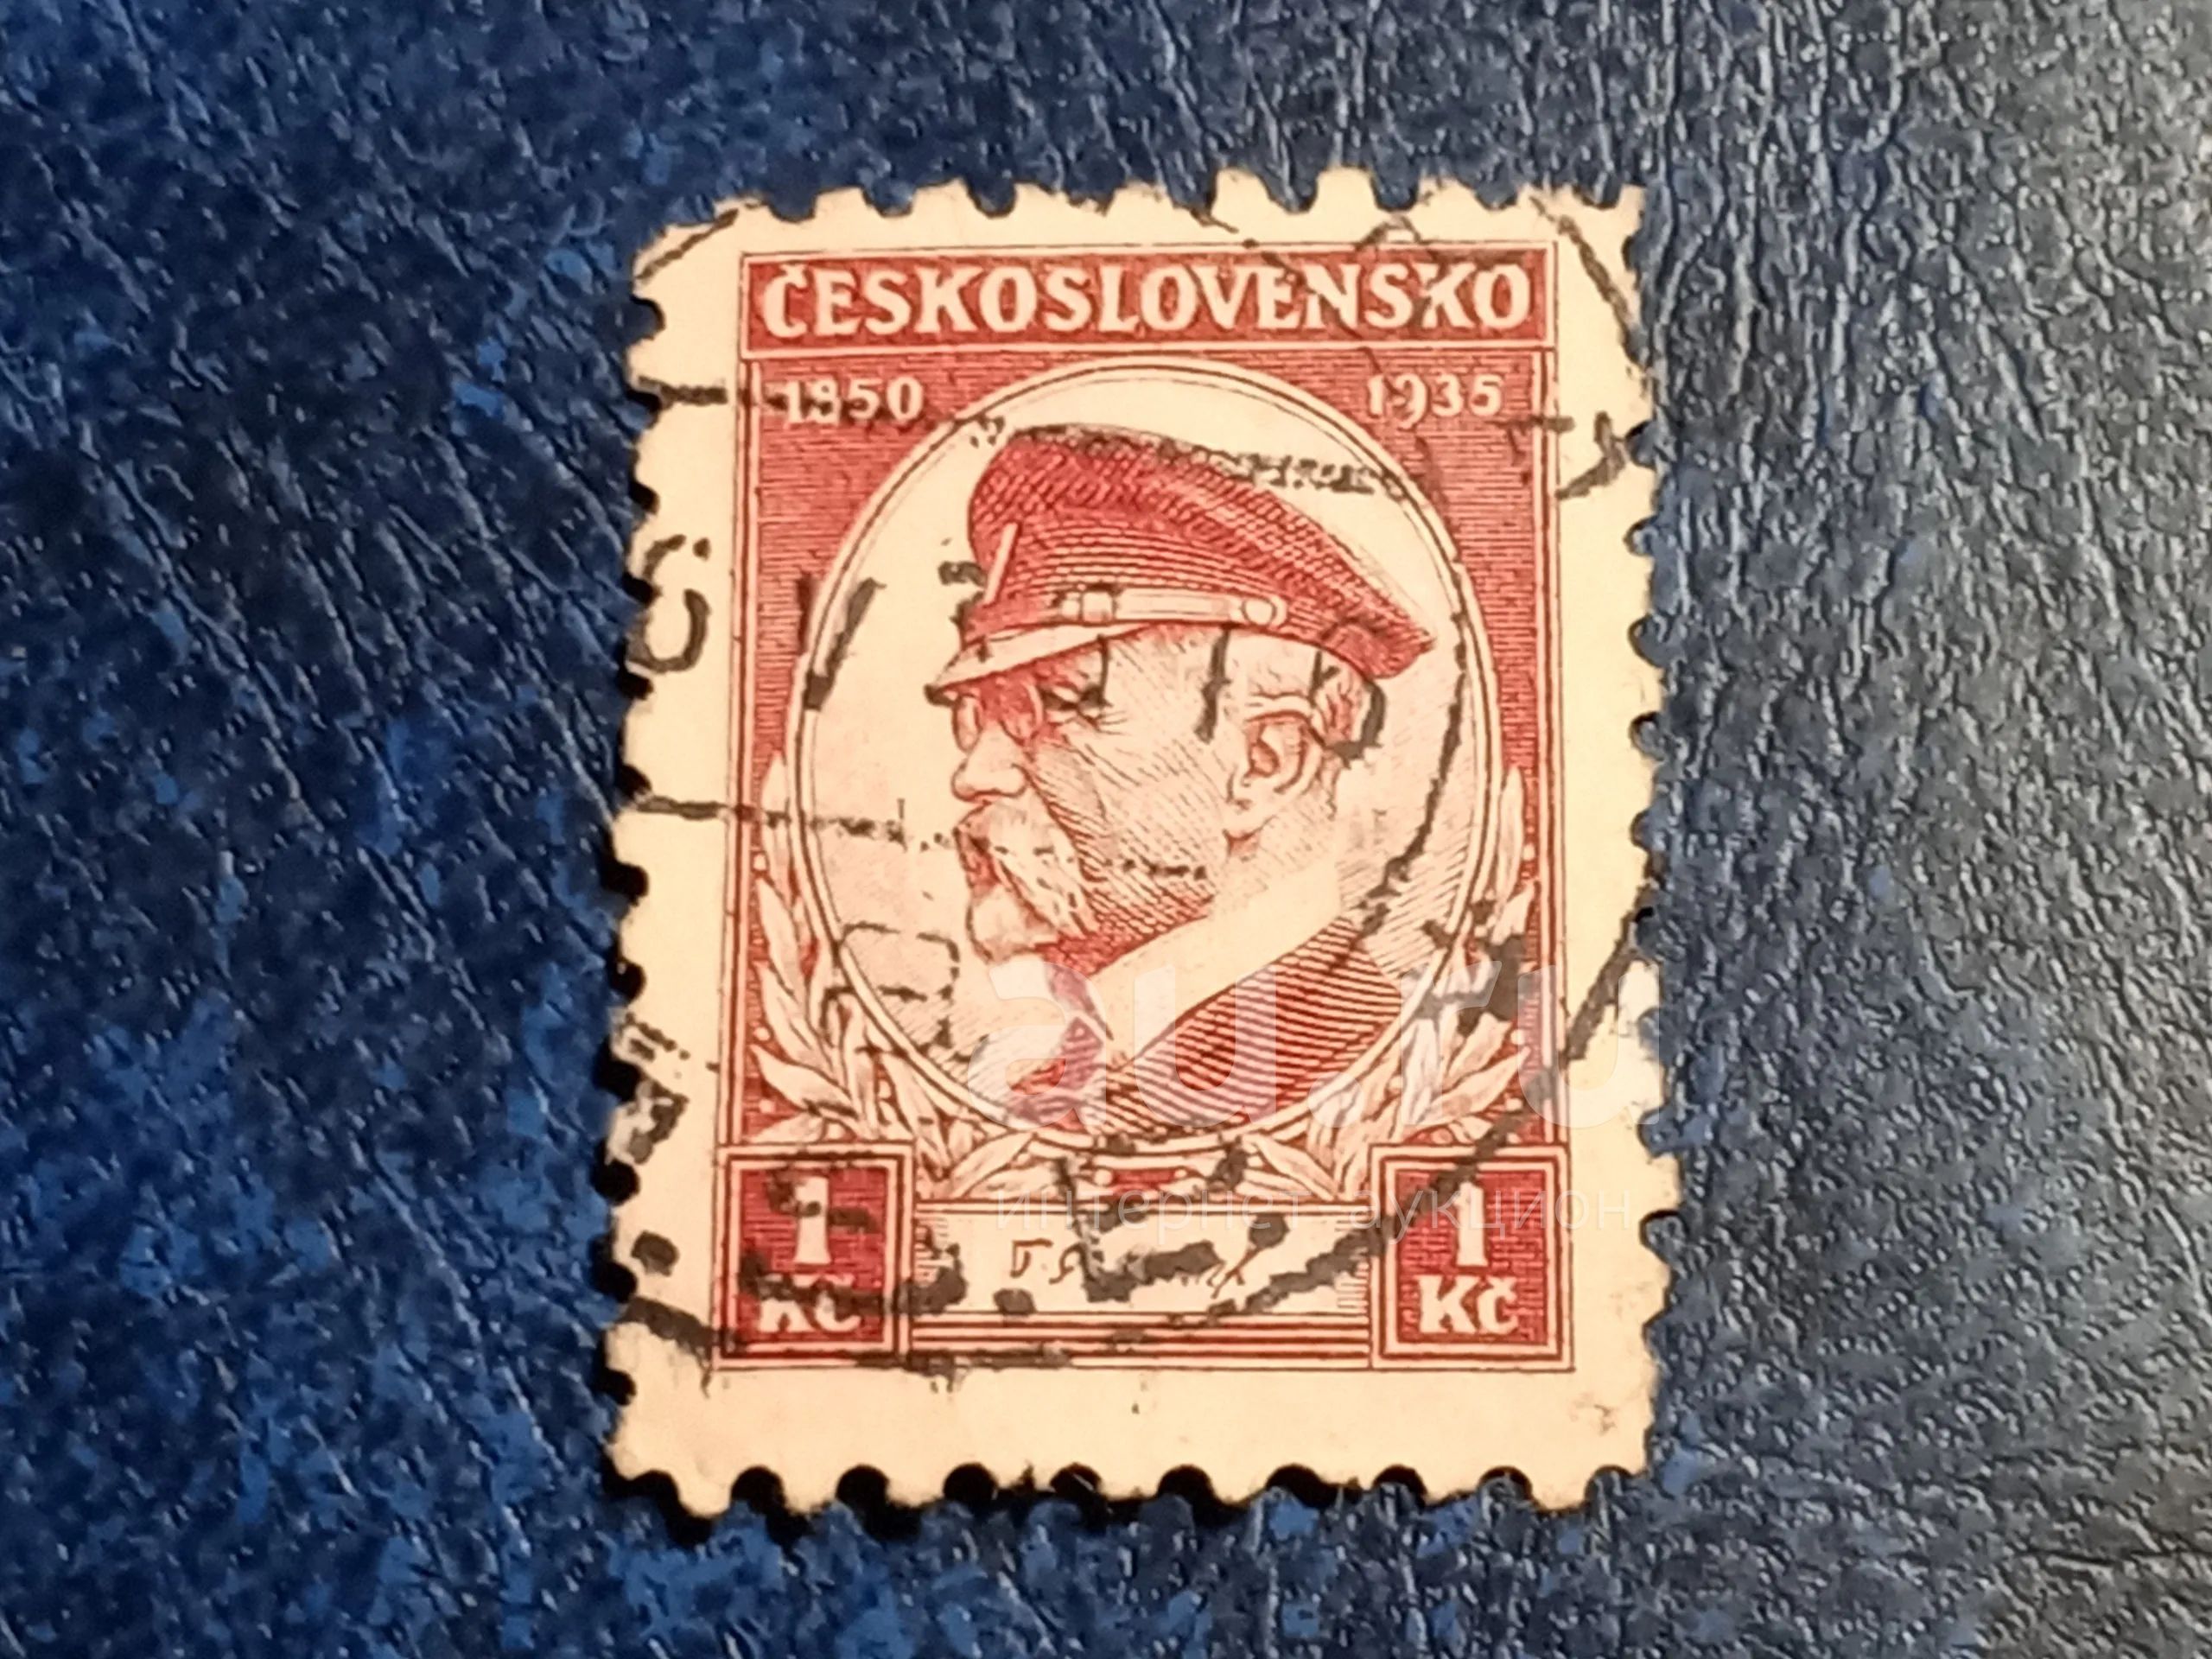 ČESKOSLOVENSKO
1850 1935
au.ru
интернет аукцион
1 Kč 1 Kč